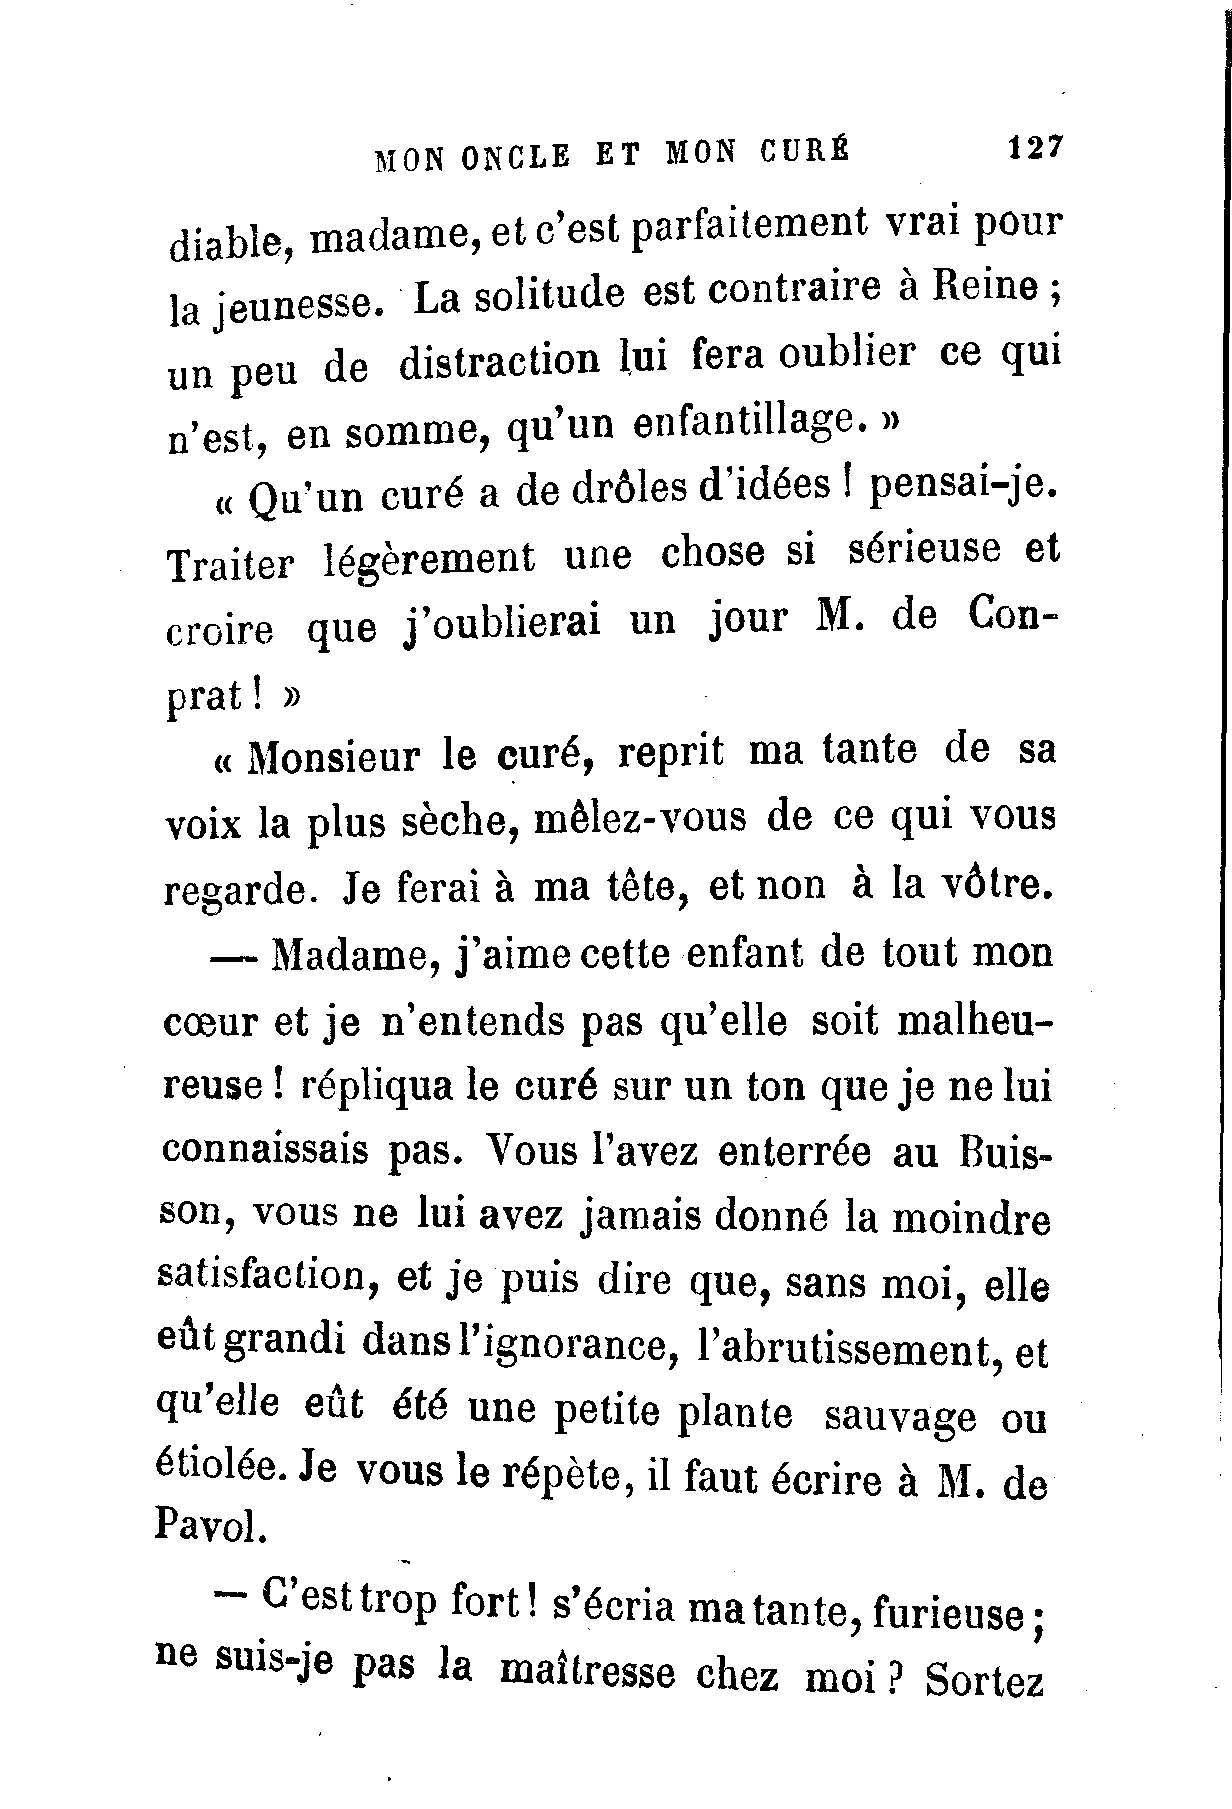 MON ONCLE ET MON CURÉ 127
diable, madame, et c'est parfaitement vrai pour
la jeunesse. La solitude est contraire à Reine ;
un peu de distraction lui fera oublier ce qui
n'est, en somme, qu'un enfantillage. »
« Qu'un curé a de drôles d'idées ! pensai-je.
Traiter légèrement une chose si sérieuse et
croire que j'oublierai un jour M. de Con-
prat ! »
« Monsieur le curé, reprit ma tante de sa
voix la plus sèche, mêlez-vous de ce qui vous
regarde. Je ferai à ma tête, et non à la vôtre.
— Madame, j'aime cette enfant de tout mon
cœur et je n'entends pas qu'elle soit malheu-
reuse ! répliqua le curé sur un ton que je ne lui
connaissais pas. Vous l'avez enterrée au Buis-
son, vous ne lui avez jamais donné la moindre
satisfaction, et je puis dire que, sans moi, elle
eût grandi dans l'ignorance, l'abrutissement, et
qu'elle eût été une petite plante sauvage ou
étiolée. Je vous le répète, il faut écrire à M. de
Pavol.
— C'est trop fort ! s'écria ma tante, furieuse ;
ne suis-je pas la maîtresse chez moi ? Sortez